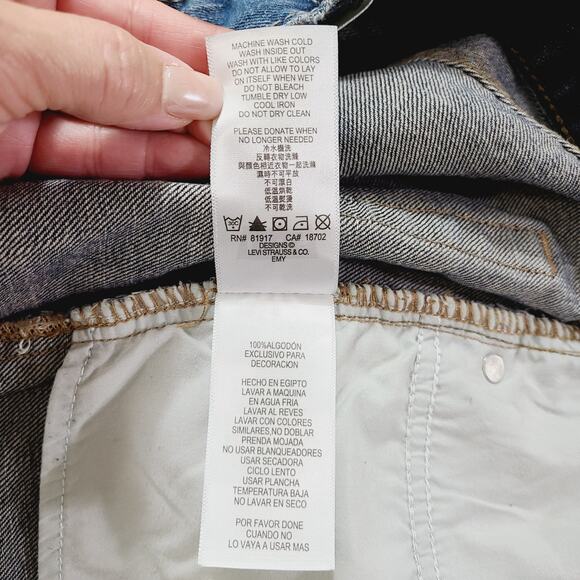 MACHINE WASH COLD
WASH INSIDE OUT
WASH WITH LIKE COLORS
DO NOT ALLOW TO LAY
ON ITSELF WHEN WET
DO NOT BLEACH
TUMBLE DRY LOW
COOL IRON
DO NOT DRY CLEAN
PLEASE DONATE WHEN
NO LONGER NEEDED
冷水機洗
反轉衣物洗滌
與顏色相近衣物一起洗滌
濕時不可平放
不可漂白
低溫烘乾
低溫熨燙
不可乾洗
RN# 81917 CA# 18702
DESIGNS ©
LEVI STRAUSS & CO.
EMY
100%ALGODÓN
EXCLUSIVO PARA
DECORACION
HECHO EN EGIPTO
LAVAR A MAQUINA
EN AGUA FRIA
LAVAR AL REVES
LAVAR CON COLORES
SIMILARES,NO DOBLAR
PRENDA MOJADA
NO USAR BLANQUEADORES
USAR SECADORA
CICLO LENTO
USAR PLANCHA
TEMPERATURA BAJA
NO LAVAR EN SECO
POR FAVOR DONE
CUANDO NO
LO VAYA A USAR MAS